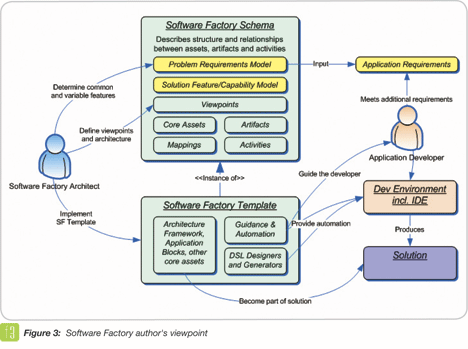 Software Factory Schema
Describes structure and relationships
between assets, artifacts and activities
Problem Requirements Model
Solution Feature/Capability Model
Viewpoints
Core Assets
Artifacts
Mappings
Activities
Input
Application Requirements
Determine common
and variable features
Define viewpoints
and architecture
Meets additional requirements
Software Factory Architect
Application Developer
<<Instance of>>
Guide the developer
Implement
SF Template
Software Factory Template
Architecture
Framework,
Application
Blocks, other
core assets
Guidance &
Automation
DSL Designers
and Generators
Provide automation
Dev Environment
incl. IDE
Produces
Solution
Become part of solution
Figure 3: Software Factory author's viewpoint